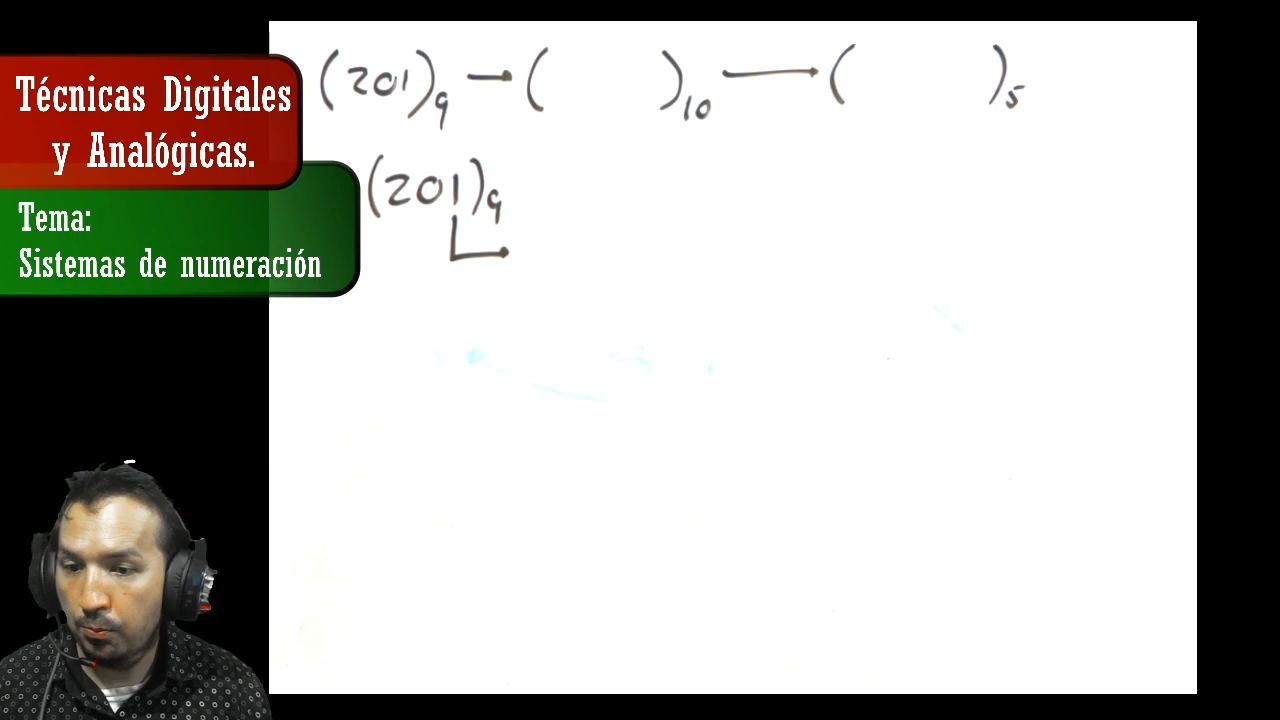 Técnicas Digitales
y Analógicas.
Tema:
Sistemas de numeración
(201)₉ → ( )₁₀ → ( )₅
(201)₉